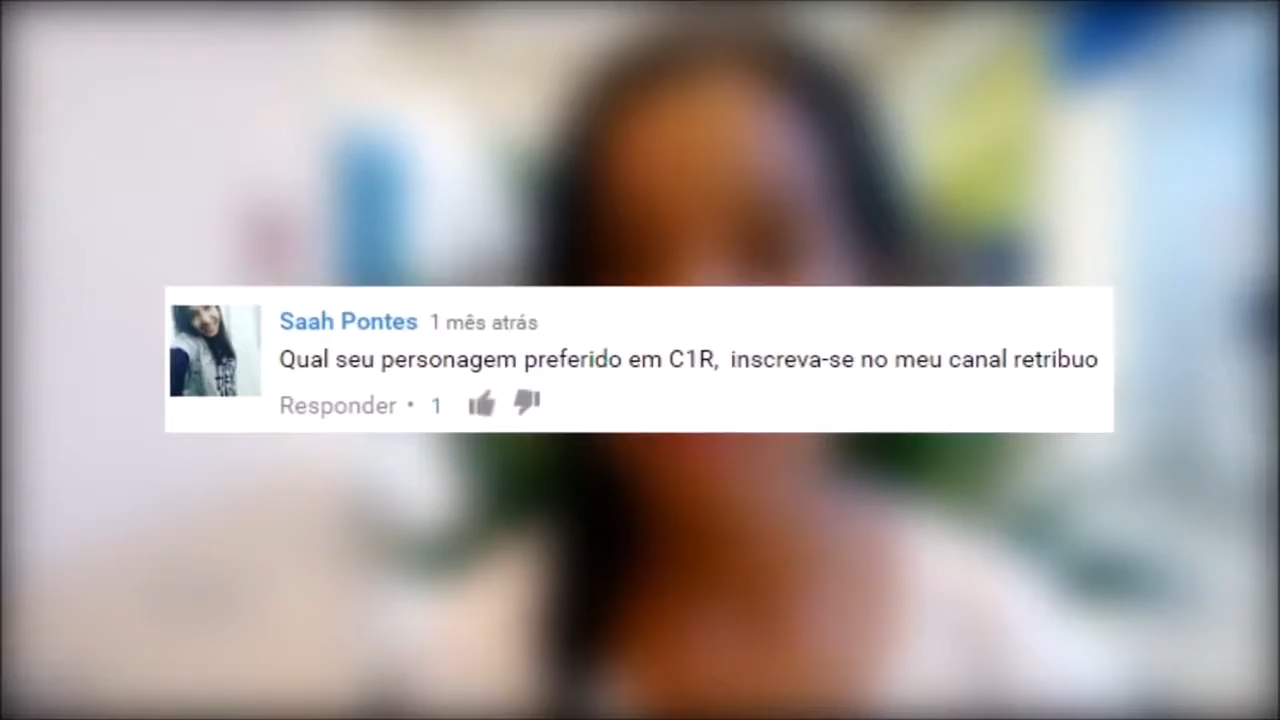 Saah Pontes 1 mês atrás
Qual seu personagem preferido em C1R, inscreva-se no meu canal retribuo
Responder • 1